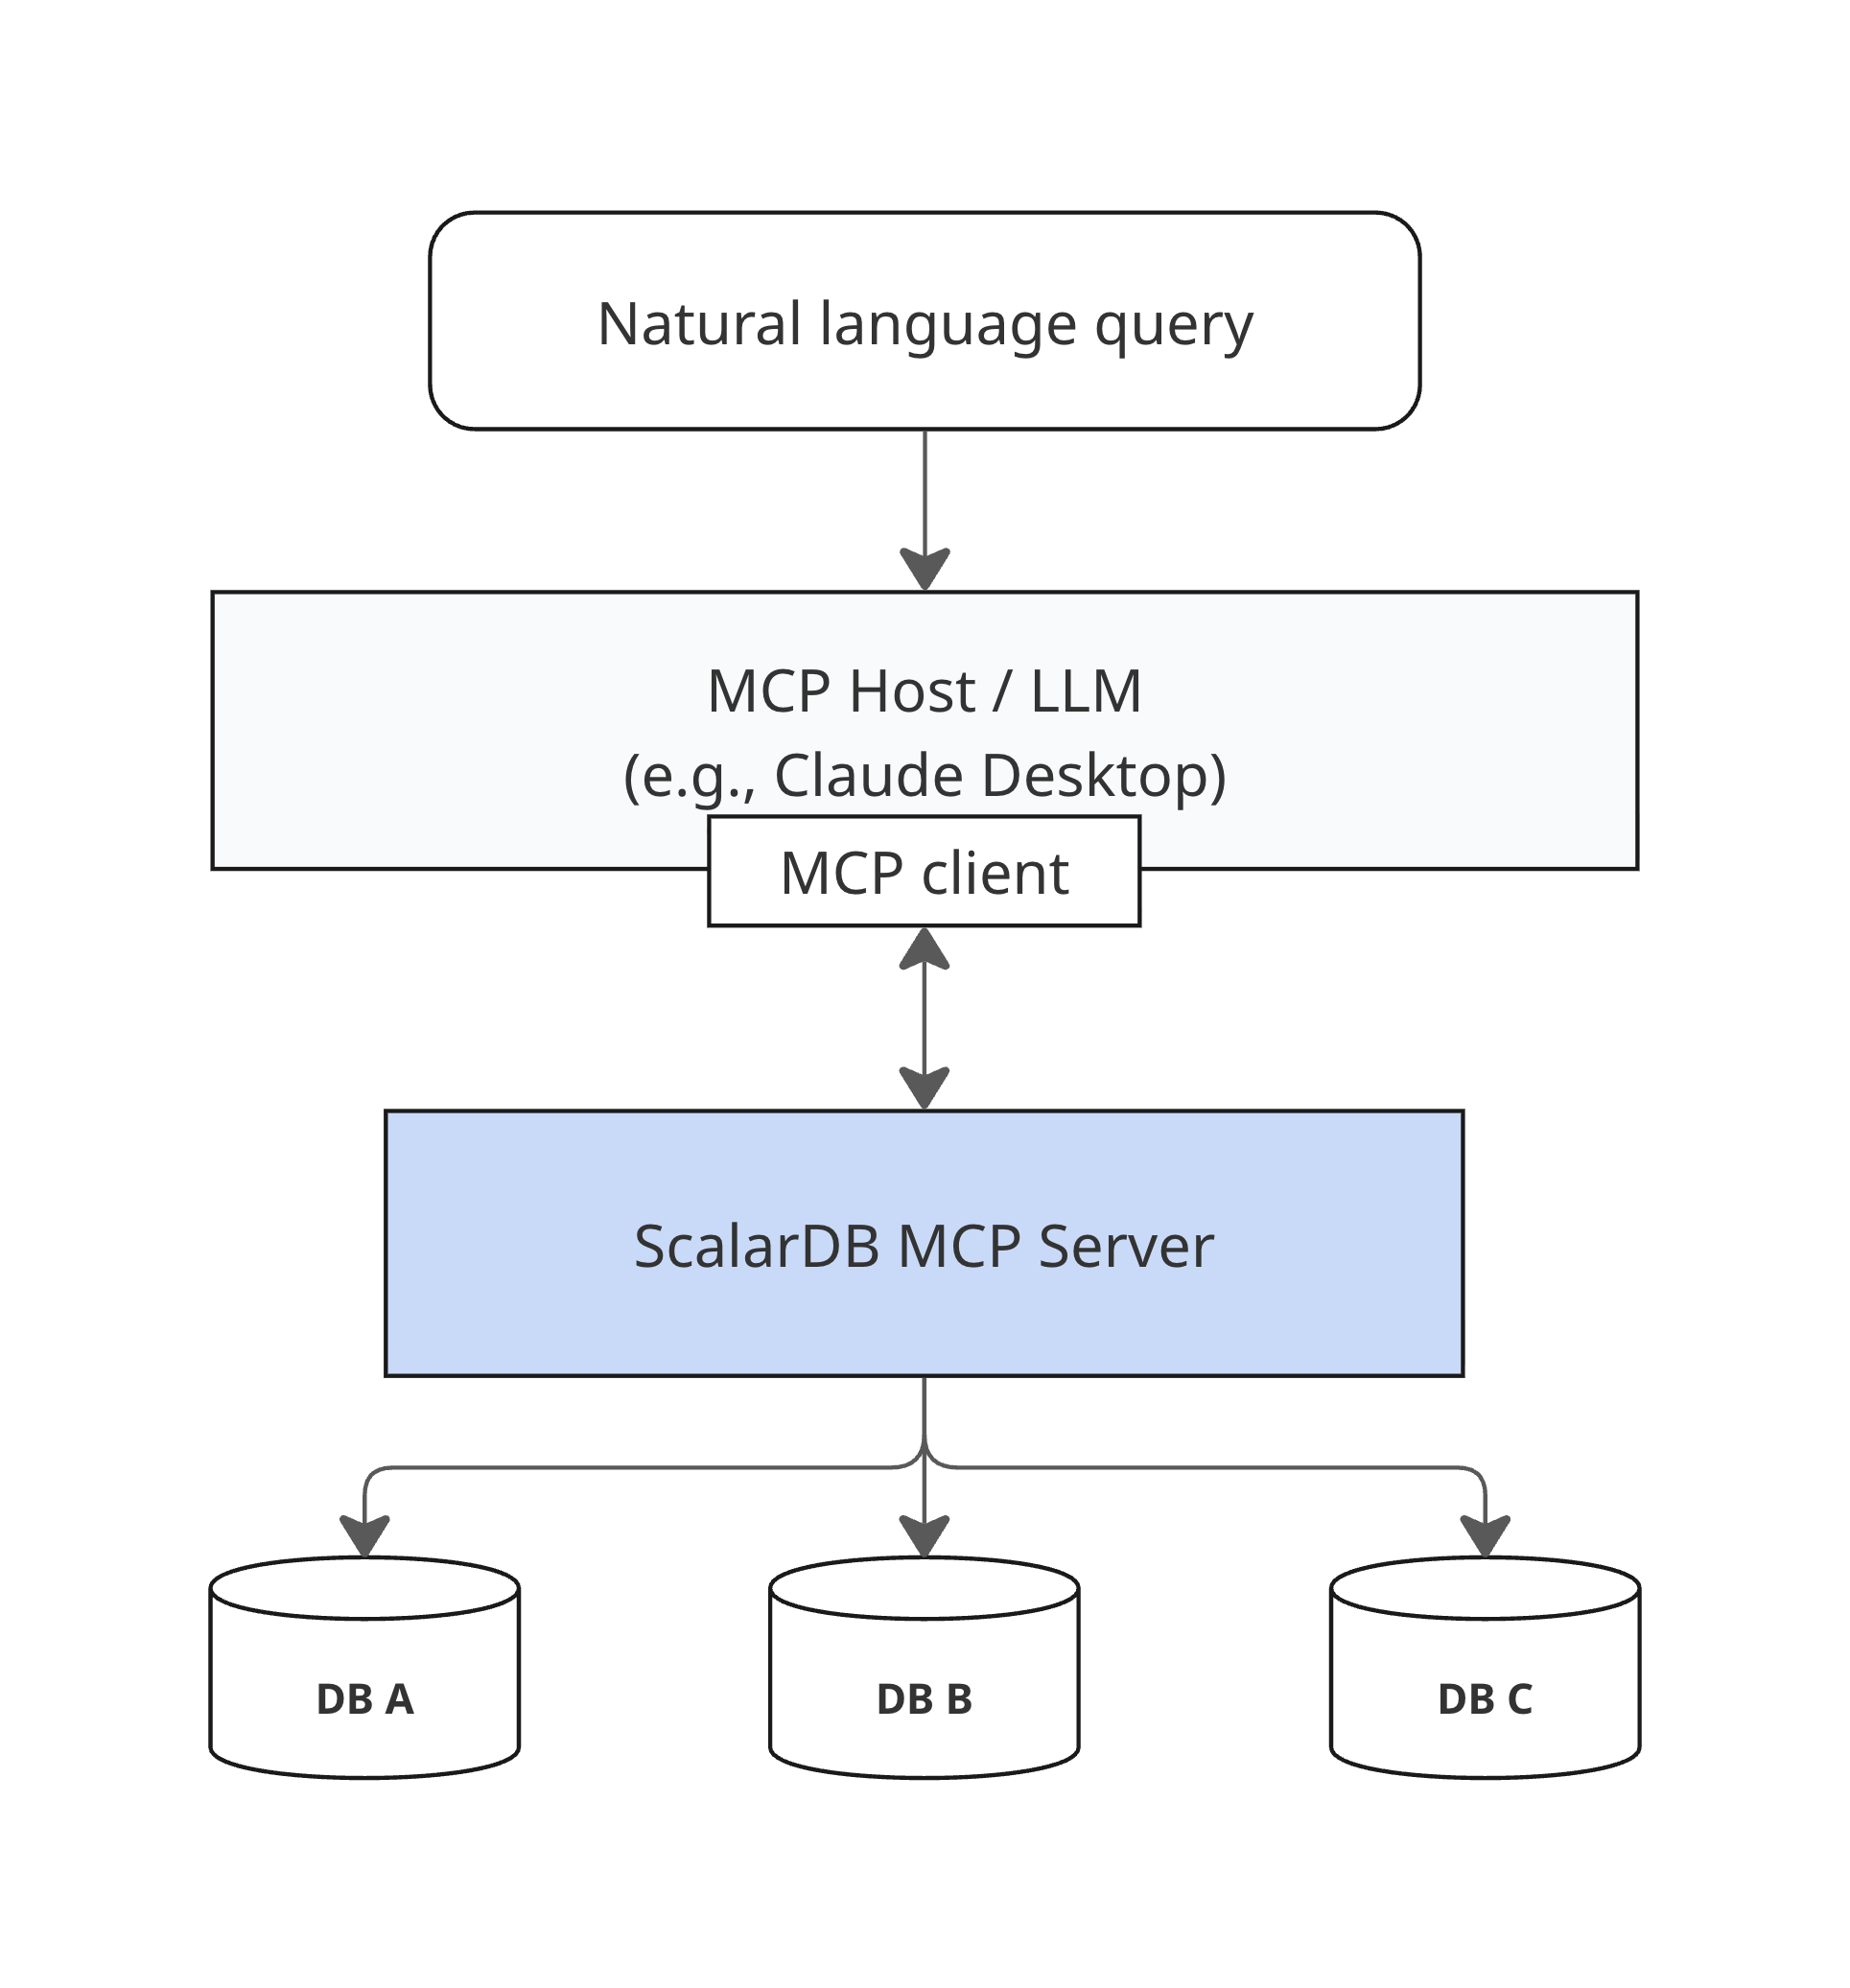 Natural language query
MCP Host / LLM
(e.g., Claude Desktop)
MCP client
ScalarDB MCP Server
DB A
DB B
DB C